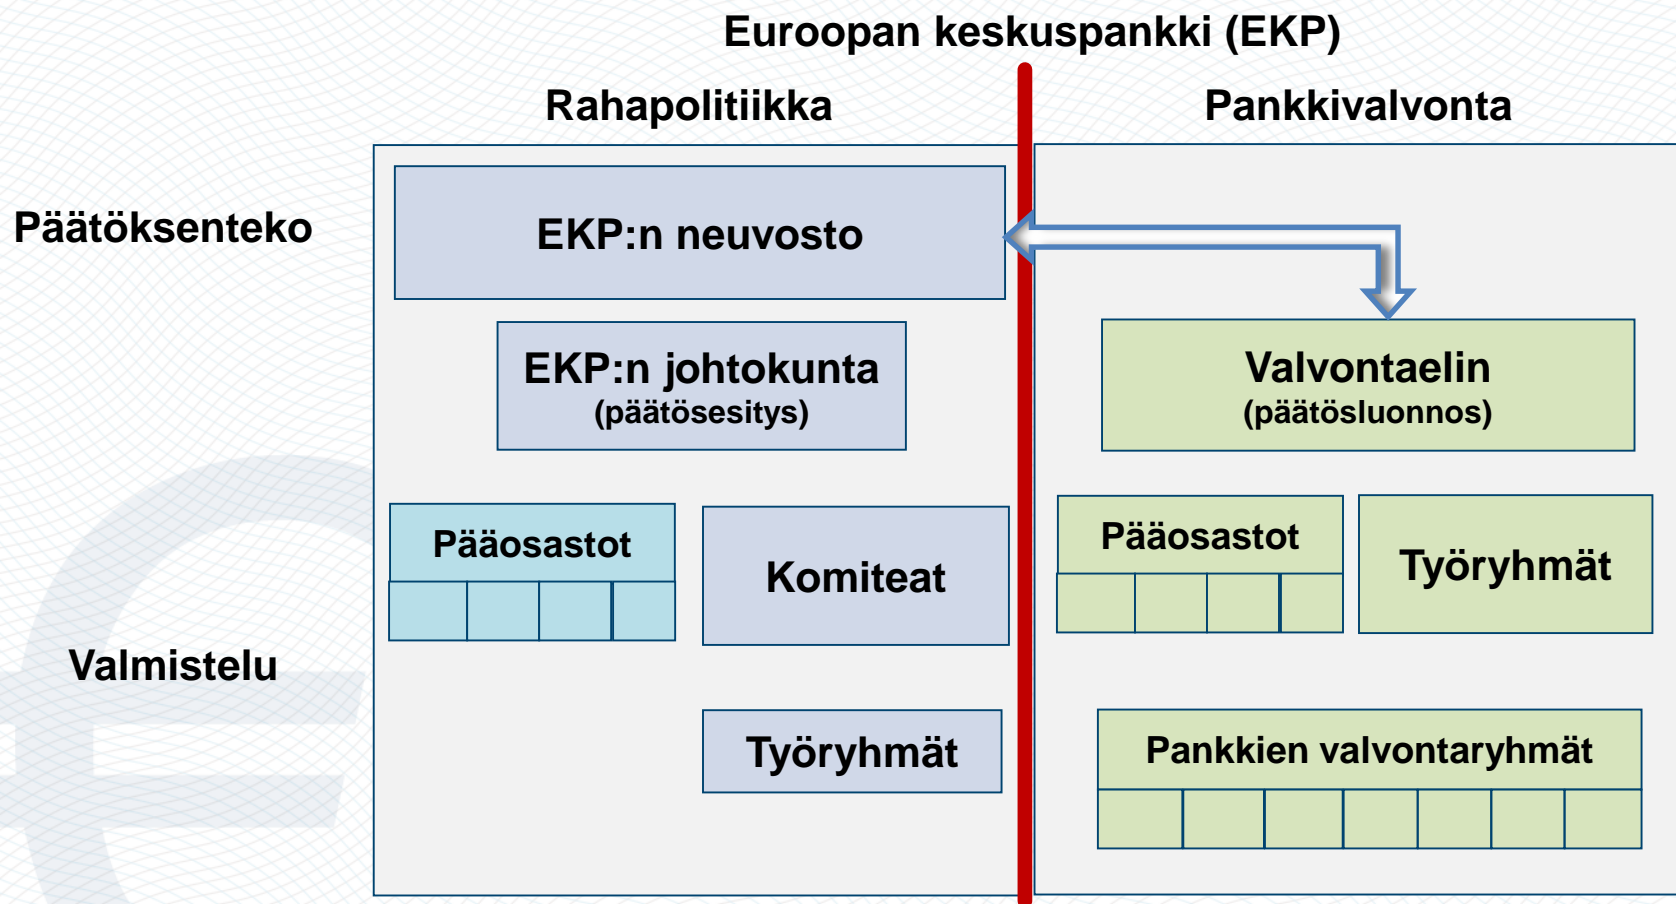 Euroopan keskuspankki (EKP)
Rahapolitiikka
Pankkivalvonta
Päätöksenteko
EKP:n neuvosto
EKP:n johtokunta
(päätösesitys)
Valvontaelin
(päätösluonnos)
Pääosastot
Komiteat
Pääosastot
Työryhmät
Valmistelu
Työryhmät
Pankkien valvontaryhmät